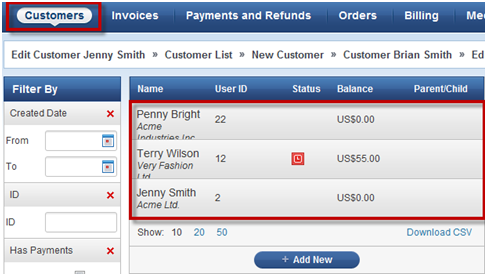 Customers Invoices Payments and Refunds Orders Billing
Edit Customer Jenny Smith » Customer List » New Customer » Customer Brian Smith » Ed
Filter By
Created Date
From
To
ID
ID
Has Payments
Name User ID Status Balance Parent/Child
Penny Bright 22 US$0.00
Acme
Industries Inc
Terry Wilson 12 US$55.00
Very Fashion
Ltd
Jenny Smith 2 US$0.00
Acme Ltd.
Show: 10 20 50 Download CSV
+ Add New